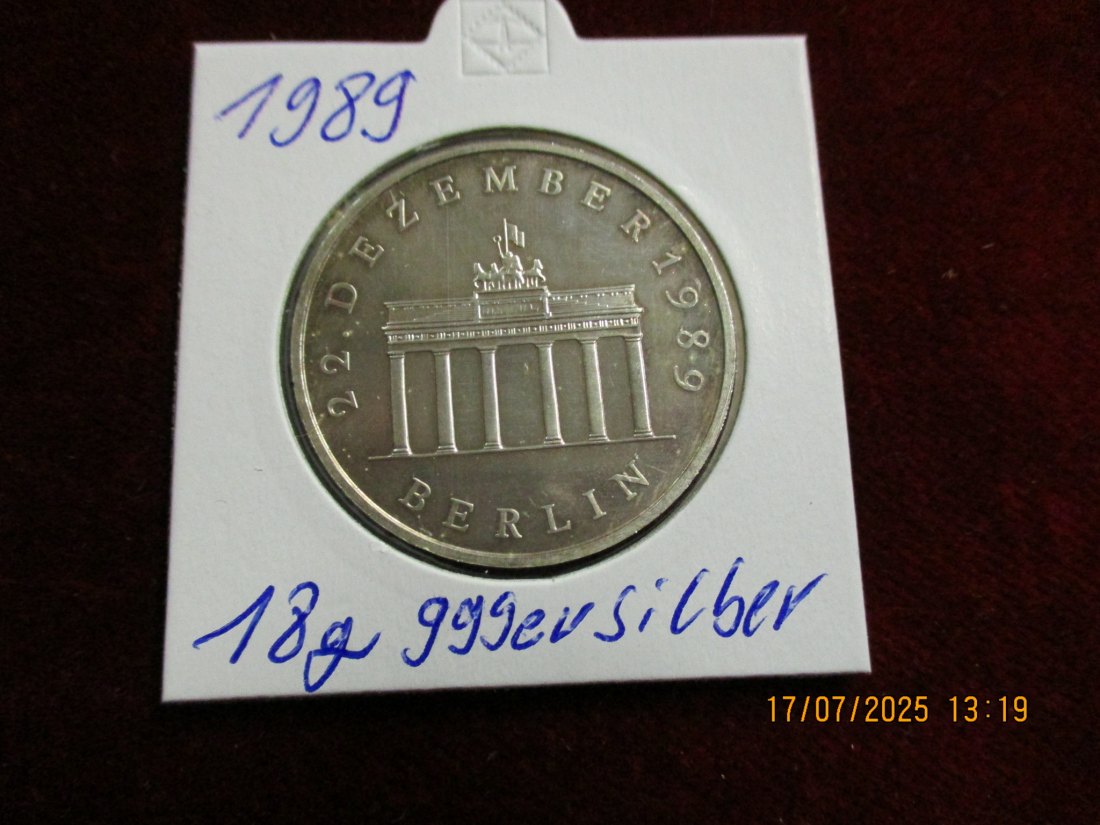 1989
22. DEZEMBER 1989
BERLIN
18g 999er silber
17/07/2025 13:19